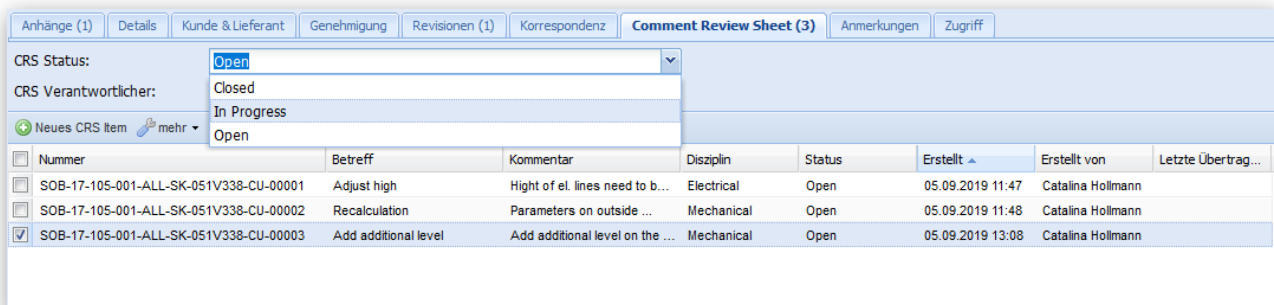 Anhänge (1) Details Kunde & Lieferant Genehmigung Revisionen (1) Korrespondenz Comment Review Sheet (3) Anmerkungen Zugriff
CRS Status: Open
Closed
CRS Verantwortlicher:
In Progress
Neues CRS Item mehr
Open
Nummer Betreff Kommentar Disziplin Status Erstellt Erstellt von Letzte Übertrag...
SOB-17-105-001-ALL-SK-051V338-CU-00001 Adjust high Hight of el. lines need to b... Electrical Open 05.09.2019 11:47 Catalina Hollmann
SOB-17-105-001-ALL-SK-051V338-CU-00002 Recalculation Parameters on outside ... Mechanical Open 05.09.2019 11:48 Catalina Hollmann
SOB-17-105-001-ALL-SK-051V338-CU-00003 Add additional level Add additional level on the ... Mechanical Open 05.09.2019 13:08 Catalina Hollmann